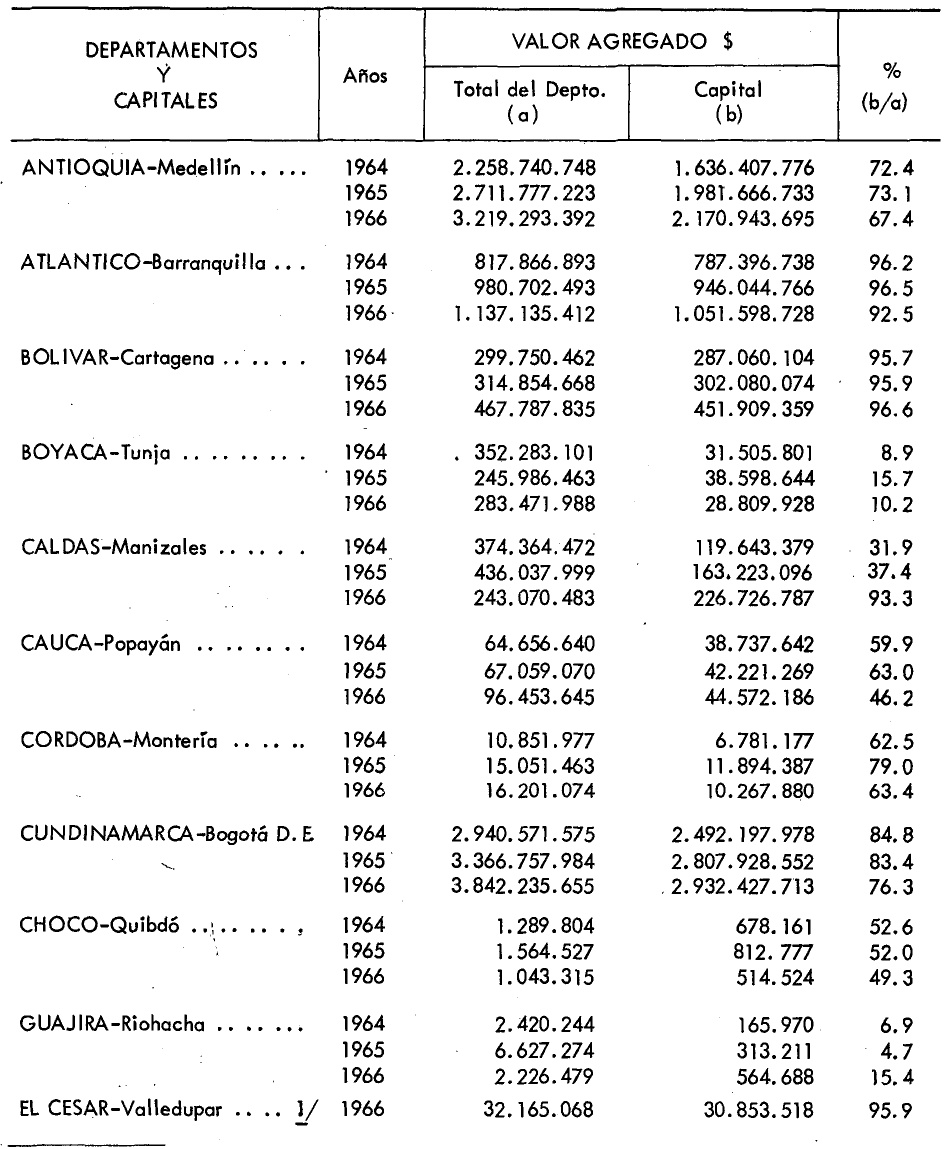 DEPARTAMENTOS Y CAPITALES Años VALOR AGREGADO $ % (b/a)
Total del Depto. (a) Capital (b)
ANTIOQUIA-Medellín ..... 1964 2.258.740.748 1.636.407.776 72.4
1965 2.711.777.223 1.981.666.733 73.1
1966 3.219.293.392 2.170.943.695 67.4
ATLANTICO-Barranquilla ... 1964 817.866.893 787.396.738 96.2
1965 980.702.493 946.044.766 96.5
1966 1.137.135.412 1.051.598.728 92.5
BOLIVAR-Cartagena ...... 1964 299.750.462 287.060.104 95.7
1965 314.854.668 302.080.074 95.9
1966 467.787.835 451.909.359 96.6
BOYACA-Tunja ......... 1964 352.283.101 31.505.801 8.9
1965 245.986.463 38.598.644 15.7
1966 283.471.988 28.809.928 10.2
CALDAS-Manizales ...... 1964 374.364.472 119.643.379 31.9
1965 436.037.999 163.223.096 37.4
1966 243.070.483 226.726.787 93.3
CAUCA-Popayán ........ 1964 64.656.640 38.737.642 59.9
1965 67.059.070 42.221.269 63.0
1966 96.453.645 44.572.186 46.2
CORDOBA-Montería ...... 1964 10.851.977 6.781.177 62.5
1965 15.051.463 11.894.387 79.0
1966 16.201.074 10.267.880 63.4
CUNDINAMARCA-Bogotá D.E. 1964 2.940.571.575 2.492.197.978 84.8
1965 3.366.757.984 2.807.928.552 83.4
1966 3.842.235.655 2.932.427.713 76.3
CHOCO-Quibdó ........ 1964 1.289.804 678.161 52.6
1965 1.564.527 812.777 52.0
1966 1.043.315 514.524 49.3
GUAJIRA-Riohacha ....... 1964 2.420.244 165.970 6.9
1965 6.627.274 313.211 4.7
1966 2.226.479 564.688 15.4
EL CESAR-Valledupar .... 1/ 1966 32.165.068 30.853.518 95.9